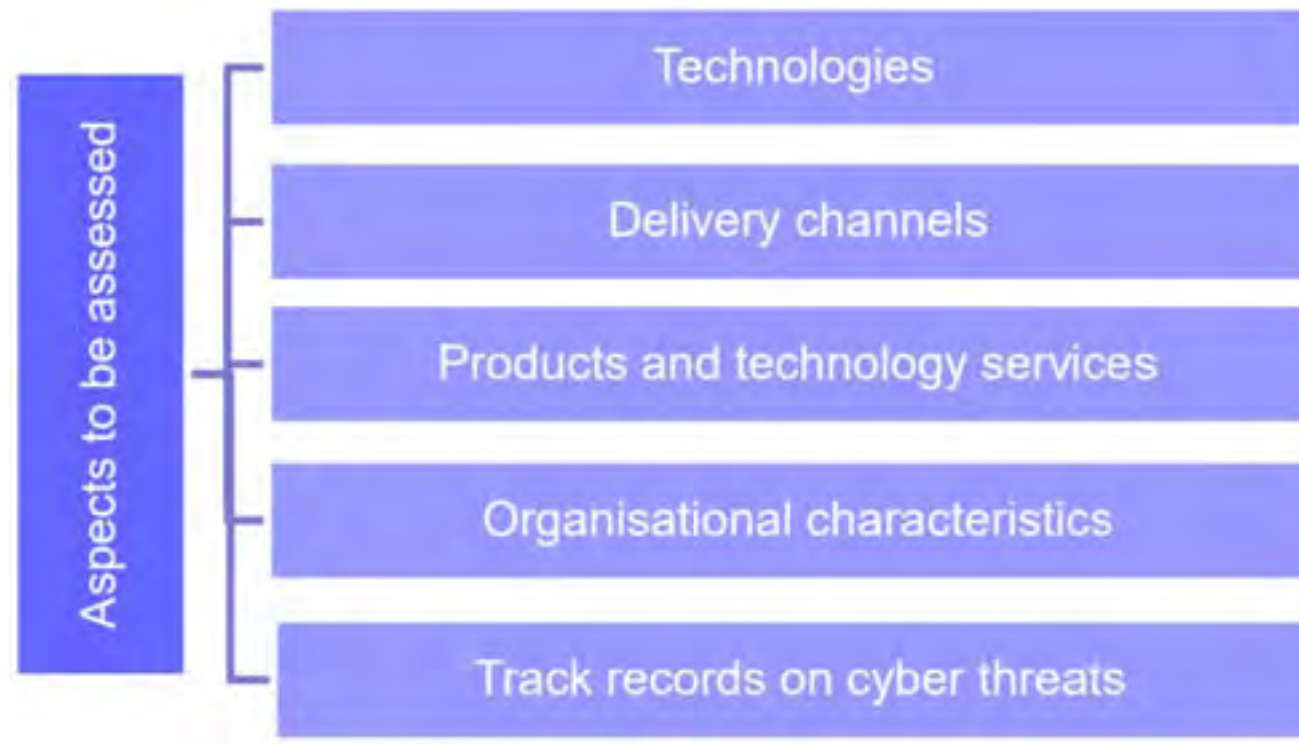 Aspects to be assessed
Technologies
Delivery channels
Products and technology services
Organisational characteristics
Track records on cyber threats